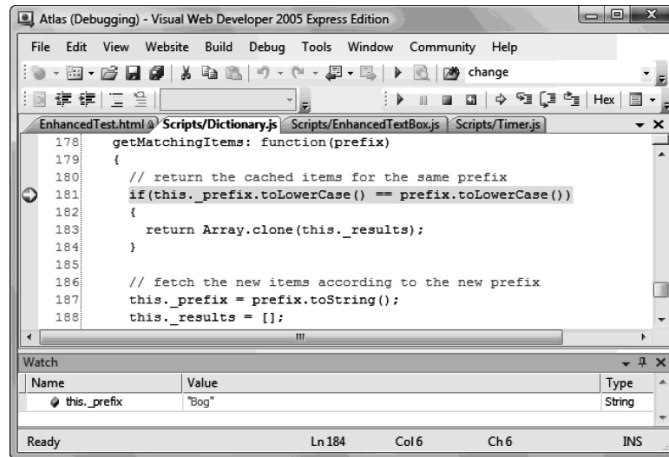 Atlas (Debugging) - Visual Web Developer 2005 Express Edition
File Edit View Website Build Debug Tools Window Community Help
change
Hex
EnhancedTest.html Scripts/Dictionary.js Scripts/EnhancedTextBox.js Scripts/Timer.js
178 getMatchingItems: function(prefix)
179 {
180 // return the cached items for the same prefix
181 if(this._prefix.toLowerCase() == prefix.toLowerCase())
182 {
183 return Array.clone(this._results);
184 }
185
186 // fetch the new items according to the new prefix
187 this._prefix = prefix.toString();
188 this._results = [];
Watch
Name Value Type
this._prefix "Bog" String
Ready Ln 184 Col 6 Ch 6 INS